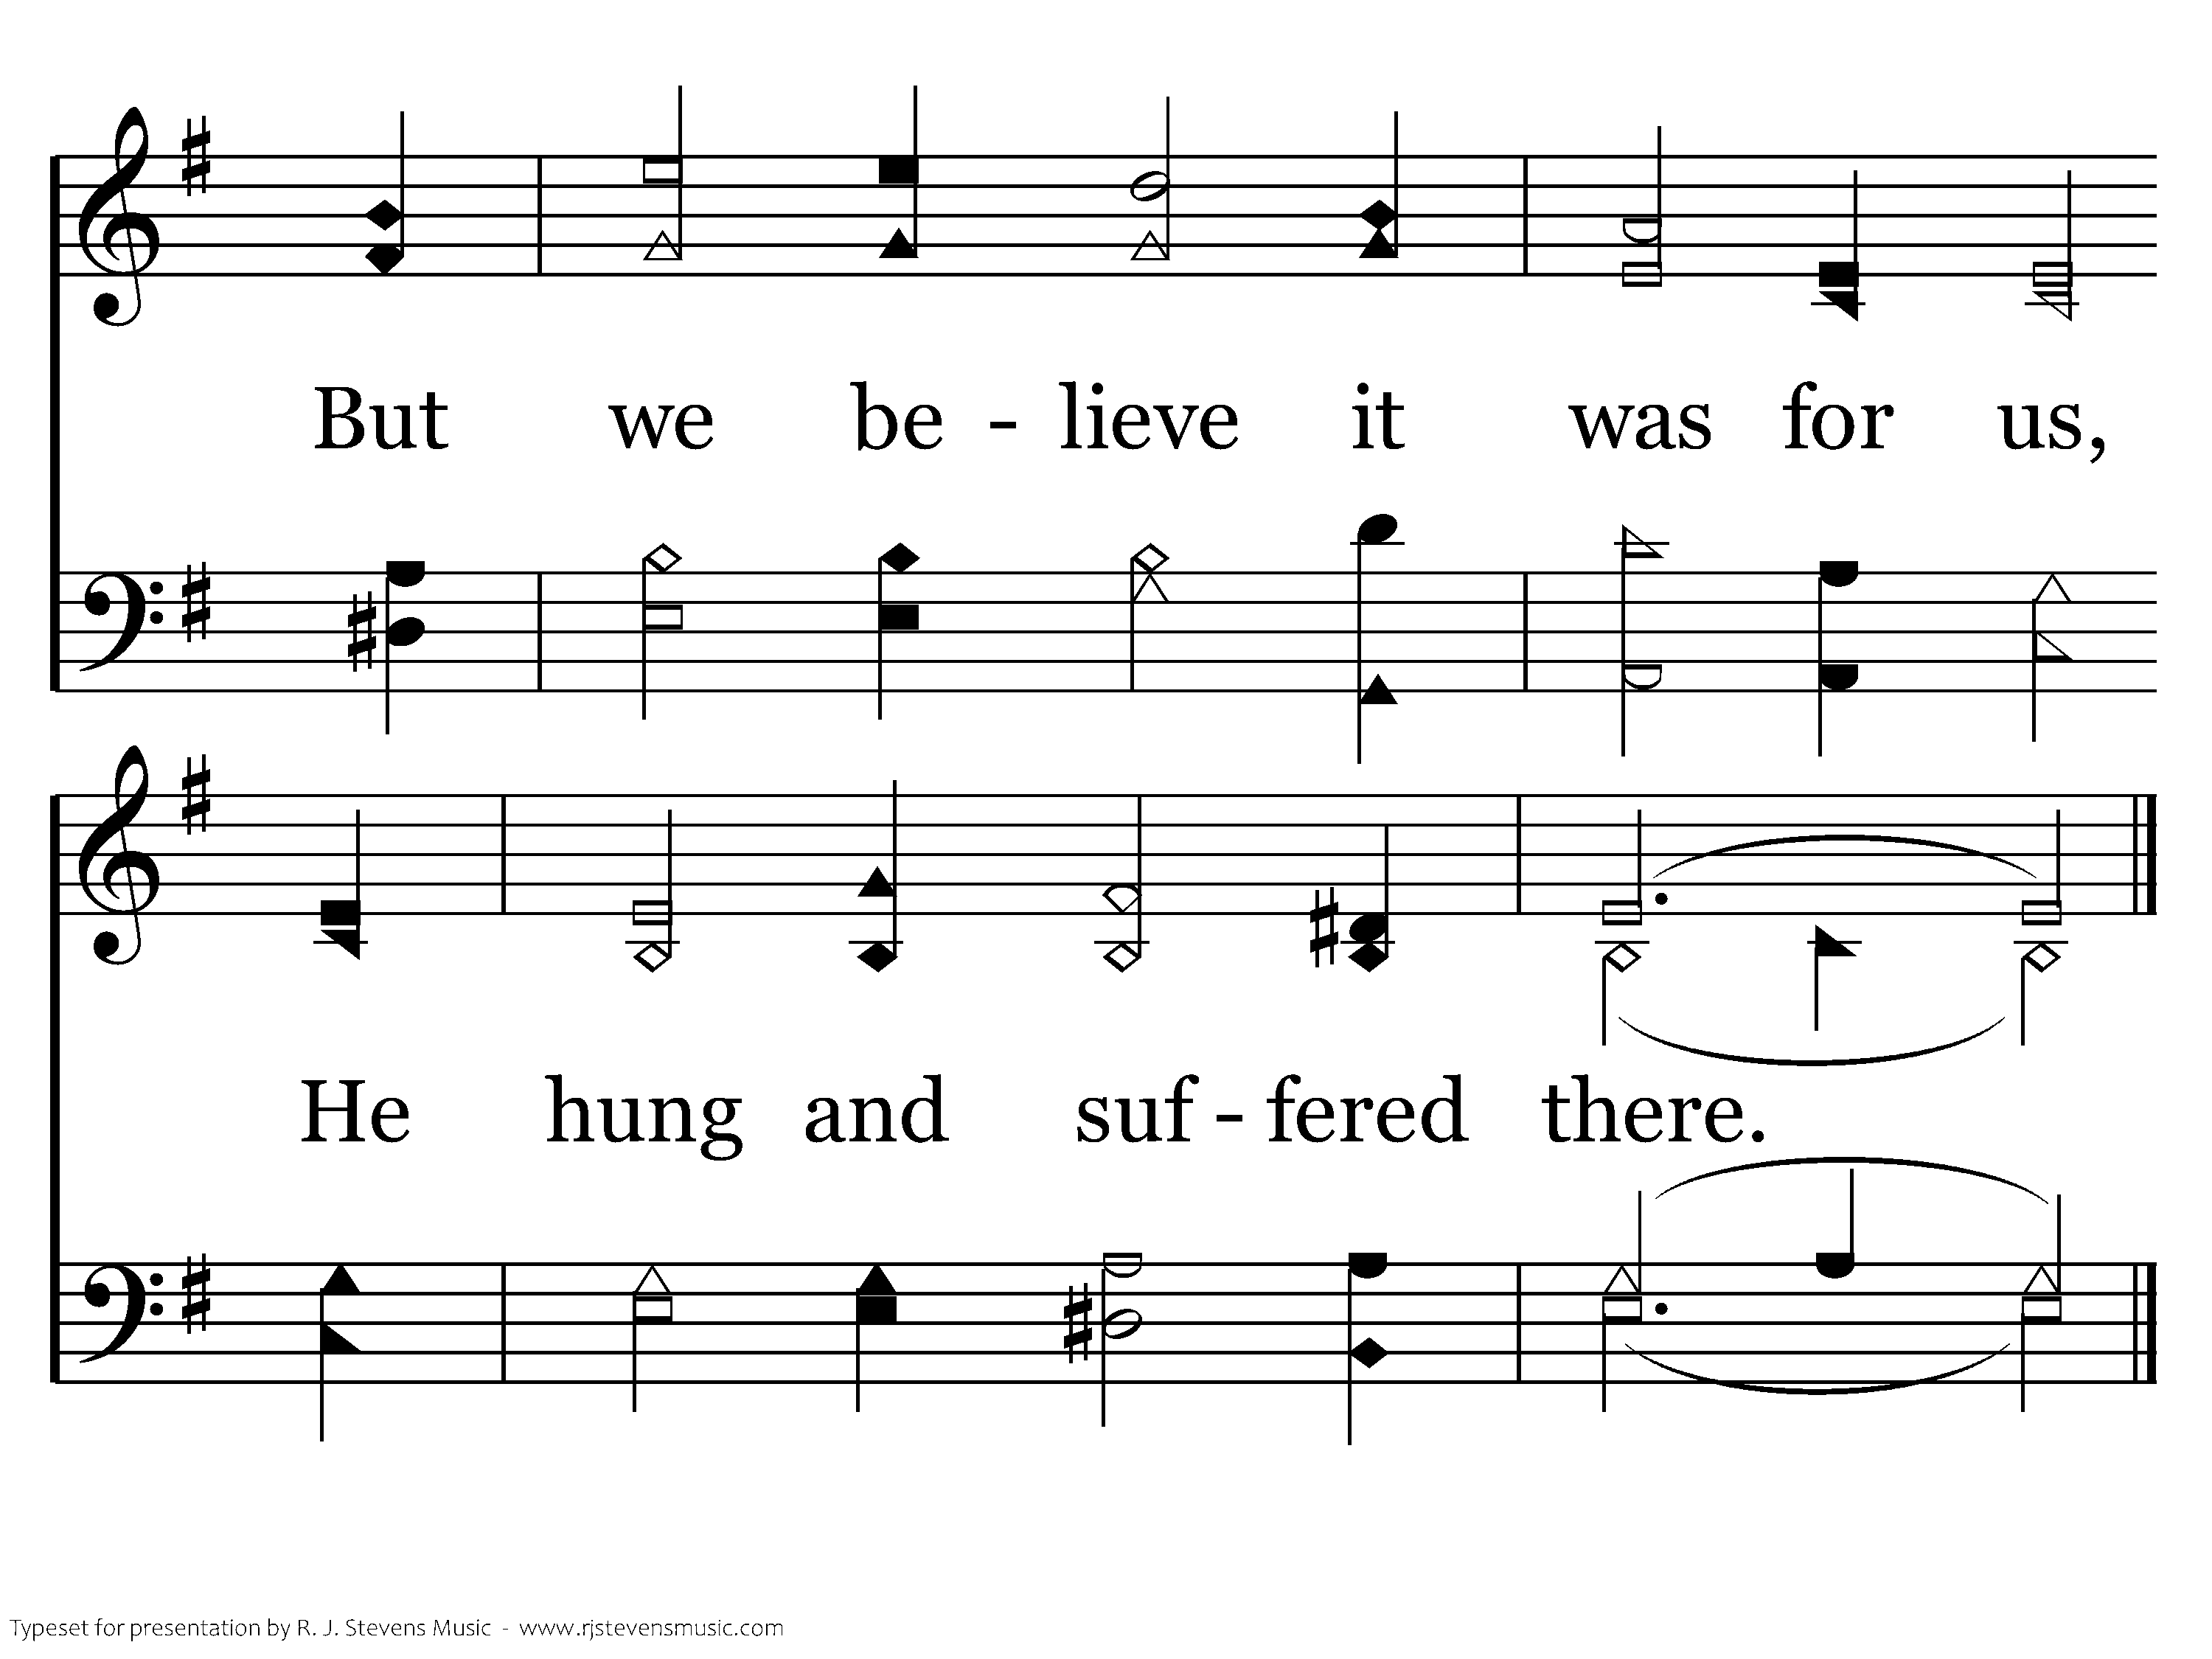 But we be - lieve it was for us,
He hung and suf - fered there.
Typeset for presentation by R. J. Stevens Music - www.rjstevensmusic.com